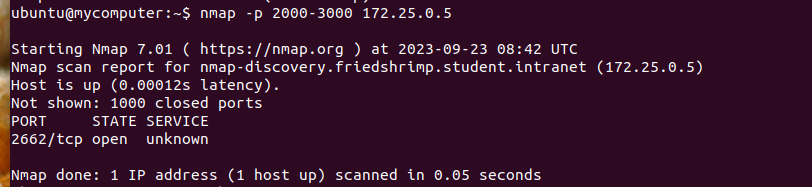 ubuntu@mycomputer:~$ nmap -p 2000-3000 172.25.0.5
Starting Nmap 7.01 ( https://nmap.org ) at 2023-09-23 08:42 UTC
Nmap scan report for nmap-discovery.friedshrimp.student.intranet (172.25.0.5)
Host is up (0.00012s latency).
Not shown: 1000 closed ports
PORT     STATE SERVICE
2662/tcp open  unknown
Nmap done: 1 IP address (1 host up) scanned in 0.05 seconds